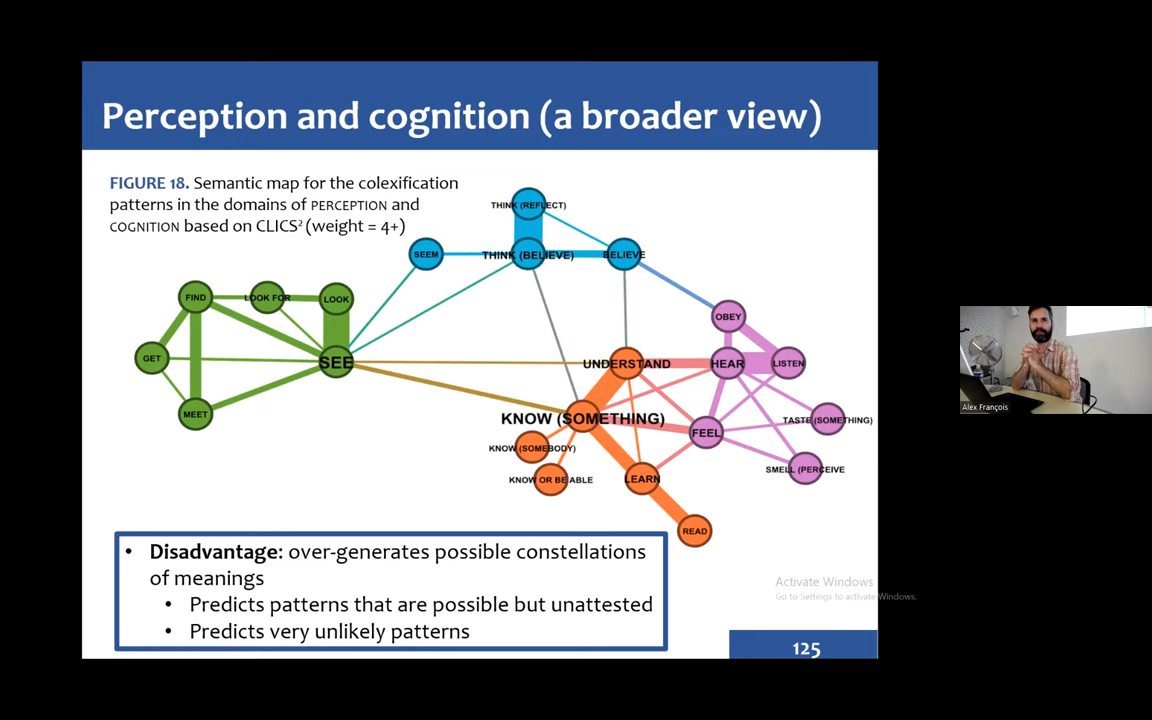 Perception and cognition (a broader view)
FIGURE 18. Semantic map for the colexification
patterns in the domains of PERCEPTION and
COGNITION based on CLICS² (weight = 4+)
THINK (REFLECT)
SEEM
THINK (BELIEVE)
BELIEVE
FIND
LOOK FOR
LOOK
OBEY
GET
SEE
UNDERSTAND
HEAR
LISTEN
MEET
KNOW (SOMETHING)
FEEL
TASTE (SOMETHING)
KNOW (SOMEBODY)
KNOW OR BE ABLE
LEARN
SMELL (PERCEIVE
READ
• Disadvantage: over-generates possible constellations
of meanings
• Predicts patterns that are possible but unattested
• Predicts very unlikely patterns
Activate Windows
Go to Settings to activate Windows.
125
Alex François